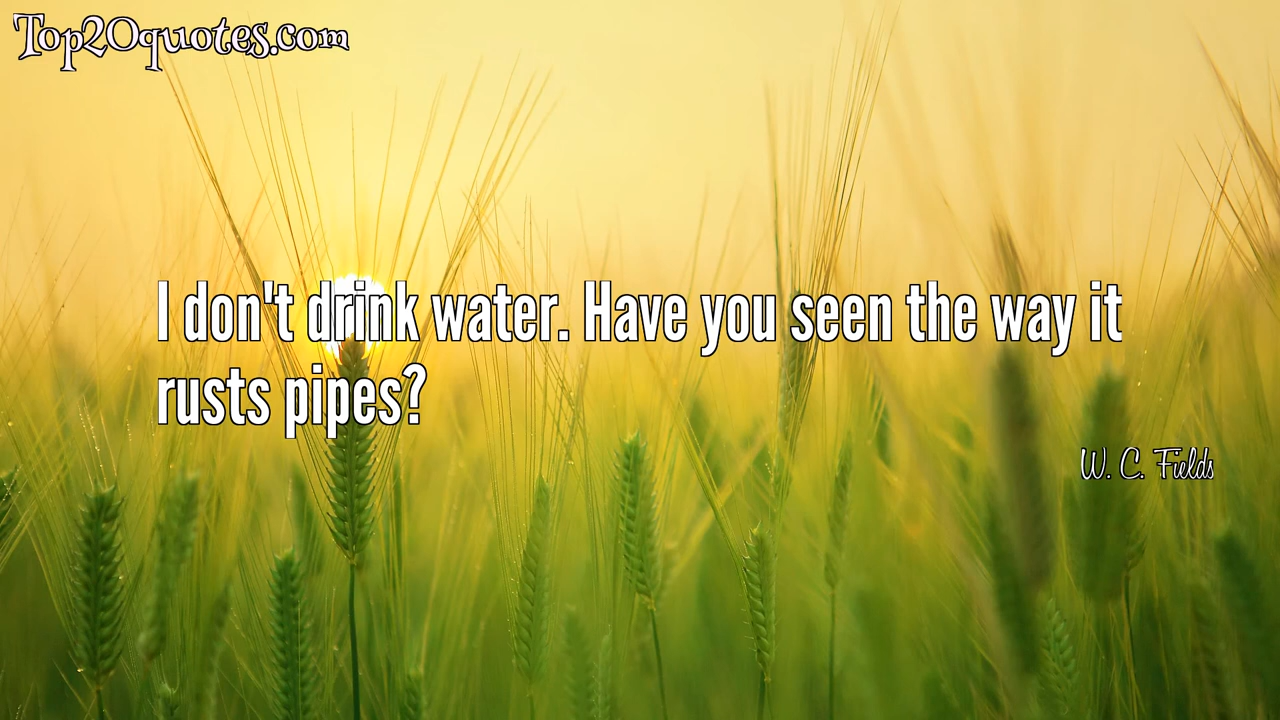 Top20quotes.com
I don't drink water. Have you seen the way it
rusts pipes?
W. C. Fields